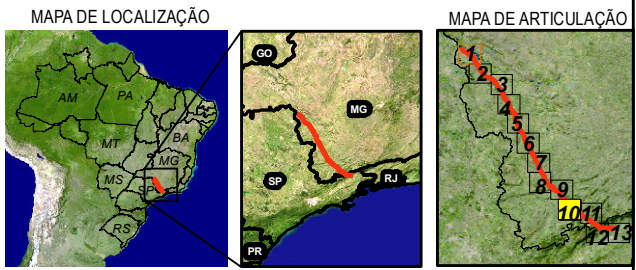 MAPA DE LOCALIZAÇÃO
MAPA DE ARTICULAÇÃO
AM
PA
MT
BA
MG
MS
SP
RS
GO
MG
SP
RJ
PR
1
2
3
4
5
6
7
8
9
10
11
12
13